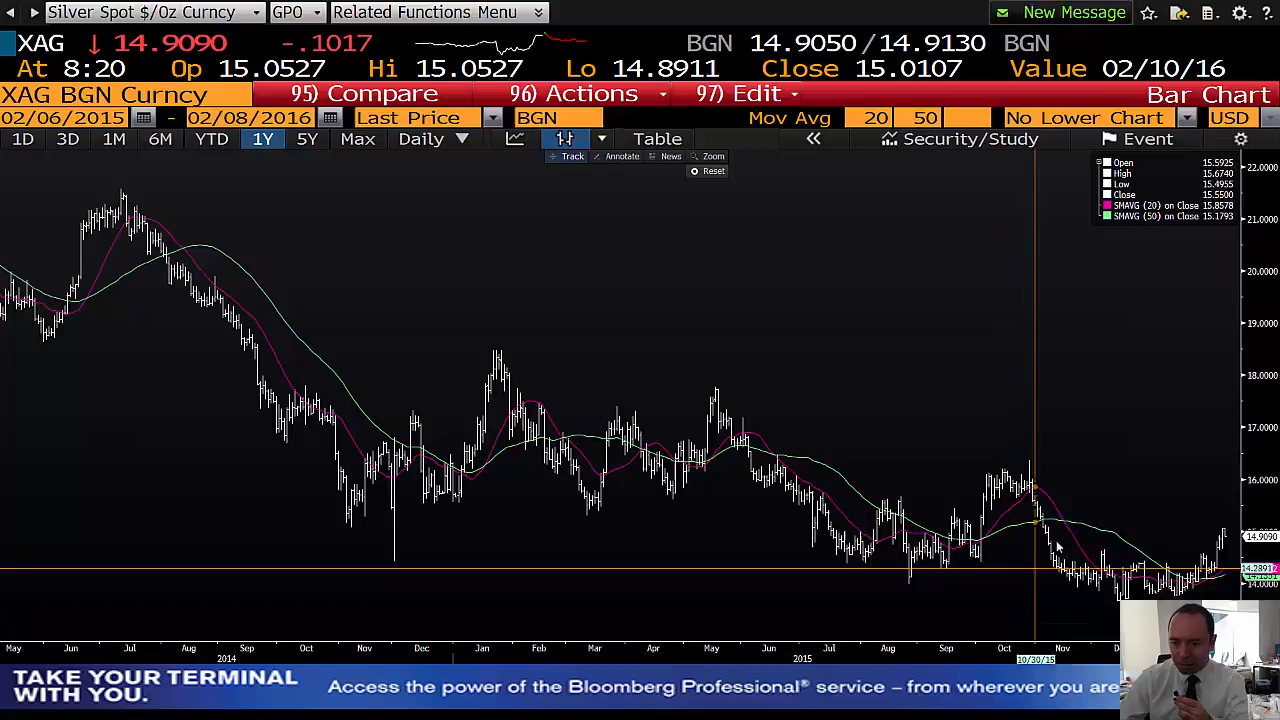 Silver Spot $/Oz Curncy GPO Related Functions Menu New Message
XAG 14.9090 -.1017 BGN 14.9050/14.9130 BGN
At 8:20 Op 15.0527 Hi 15.0527 Lo 14.8911 Close 15.0107 Value 02/10/16
XAG BGN Curncy 95) Compare 96) Actions 97) Edit Bar Chart
02/06/2015 - 02/08/2016 Last Price BGN Mov Avg 20 50 No Lower Chart USD
1D 3D 1M 6M YTD 1Y 5Y Max Daily Table Security/Study Event
Track Annotate News Zoom
Reset
Open 15.5925
High 15.6740
Low 15.4955
Close 15.5500
SMAVG (20) on Close 15.8578
SMAVG (50) on Close 15.1793
22.0000
21.0000
20.0000
19.0000
18.0000
17.0000
16.0000
14.9090
14.2891
14.0000
May Jun Jul Aug Sep Oct Nov Dec Jan Feb Mar Apr May Jun Jul Aug Sep Oct Nov
2014 2015 10/30/15
TAKE YOUR TERMINAL
WITH YOU.
Access the power of the Bloomberg Professional® service – from wherever you are